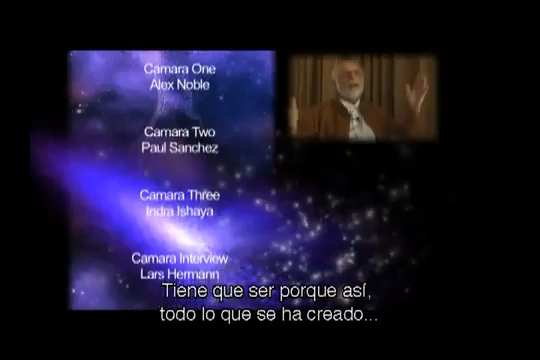 Camara One
Alex Noble
Camara Two
Paul Sanchez
Camara Three
Indra Ishaya
Camara Interview
Lars Hermann
Tiene que ser porque así,
todo lo que se ha creado...